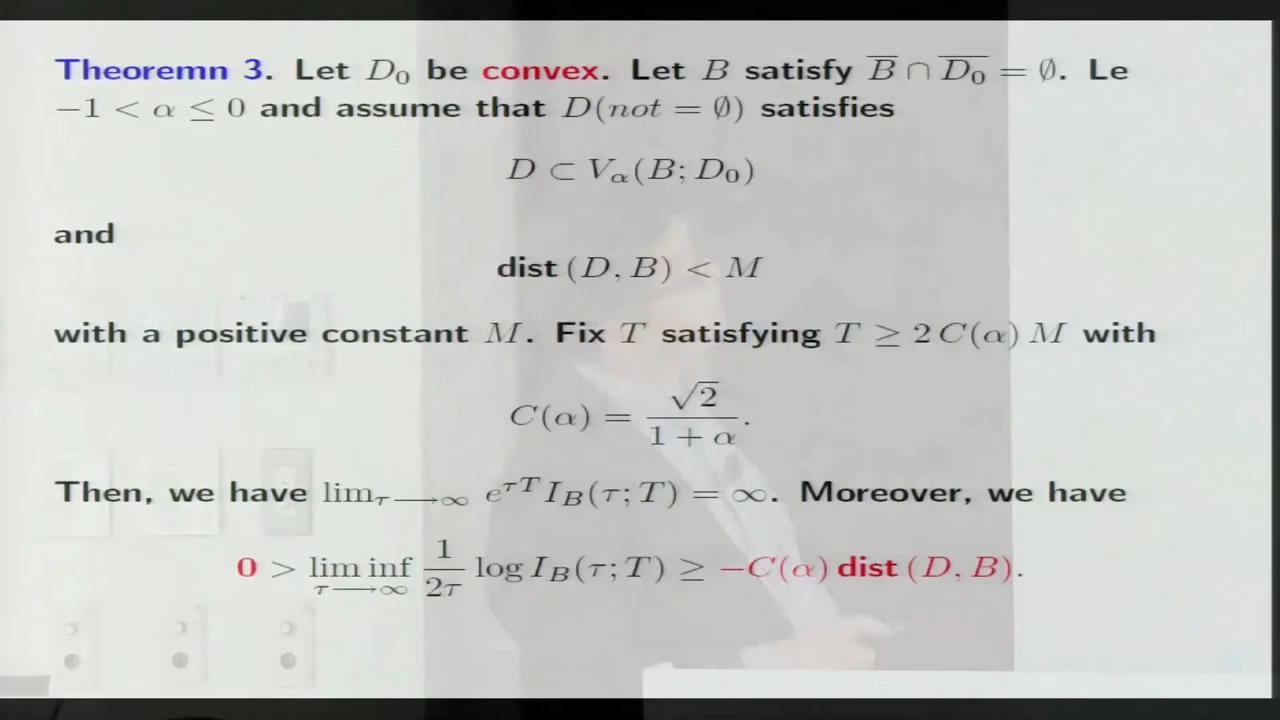 Theoremn 3. Let D₀ be convex. Let B satisfy B̅ ∩ D̅₀ = ∅. Le
−1 < α ≤ 0 and assume that D(not = ∅) satisfies
D ⊂ V_α(B; D₀)
and
dist (D, B) < M
with a positive constant M. Fix T satisfying T ≥ 2 C(α) M with
C(α) = √2 / (1 + α).
Then, we have lim_{τ⟶∞} e^{τT} I_B(τ; T) = ∞. Moreover, we have
0 > lim inf_{τ⟶∞} 1/(2τ) log I_B(τ; T) ≥ −C(α) dist (D, B).